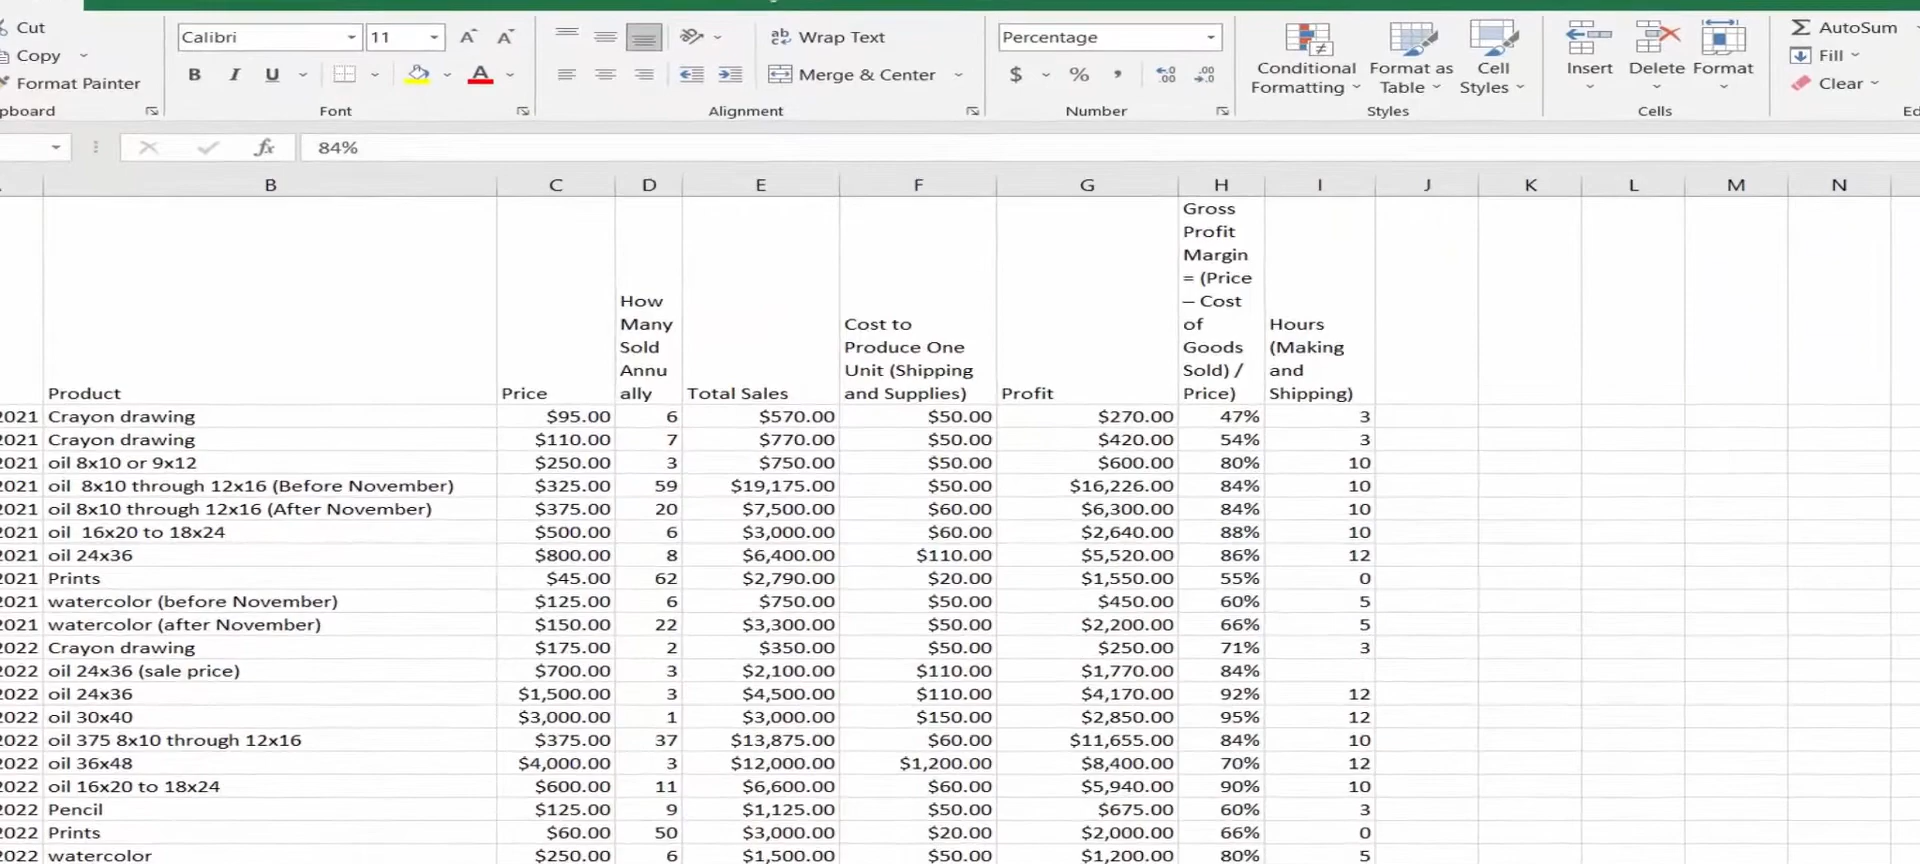 Cut
Copy
Format Painter
Calibri
11
A A
B I U A
Wrap Text
Merge & Center
Percentage
$ % ,
Conditional Formatting
Format as Table
Cell Styles
Insert
Delete
Format
AutoSum
Fill
Clear
Font
Alignment
Number
Styles
Cells
fx 84%
B C D E F G H I J K L M N
Product
Price
How
Many
Sold
Annu
ally
Total Sales
Cost to
Produce One
Unit (Shipping
and Supplies)
Profit
Gross
Profit
Margin
= (Price
– Cost
of
Goods
Sold) /
Price)
Hours
(Making
and
Shipping)
2021 Crayon drawing $95.00 6 $570.00 $50.00 $270.00 47% 3
2021 Crayon drawing $110.00 7 $770.00 $50.00 $420.00 54% 3
2021 oil 8x10 or 9x12 $250.00 3 $750.00 $50.00 $600.00 80% 10
2021 oil 8x10 through 12x16 (Before November) $325.00 59 $19,175.00 $50.00 $16,226.00 84% 10
2021 oil 8x10 through 12x16 (After November) $375.00 20 $7,500.00 $60.00 $6,300.00 84% 10
2021 oil 16x20 to 18x24 $500.00 6 $3,000.00 $60.00 $2,640.00 88% 10
2021 oil 24x36 $800.00 8 $6,400.00 $110.00 $5,520.00 86% 12
2021 Prints $45.00 62 $2,790.00 $20.00 $1,550.00 55% 0
2021 watercolor (before November) $125.00 6 $750.00 $50.00 $450.00 60% 5
2021 watercolor (after November) $150.00 22 $3,300.00 $50.00 $2,200.00 66% 5
2022 Crayon drawing $175.00 2 $350.00 $50.00 $250.00 71% 3
2022 oil 24x36 (sale price) $700.00 3 $2,100.00 $110.00 $1,770.00 84%
2022 oil 24x36 $1,500.00 3 $4,500.00 $110.00 $4,170.00 92% 12
2022 oil 30x40 $3,000.00 1 $3,000.00 $150.00 $2,850.00 95% 12
2022 oil 375 8x10 through 12x16 $375.00 37 $13,875.00 $60.00 $11,655.00 84% 10
2022 oil 36x48 $4,000.00 3 $12,000.00 $1,200.00 $8,400.00 70% 12
2022 oil 16x20 to 18x24 $600.00 11 $6,600.00 $60.00 $5,940.00 90% 10
2022 Pencil $125.00 9 $1,125.00 $50.00 $675.00 60% 3
2022 Prints $60.00 50 $3,000.00 $20.00 $2,000.00 66% 0
2022 watercolor $250.00 6 $1,500.00 $50.00 $1,200.00 80% 5